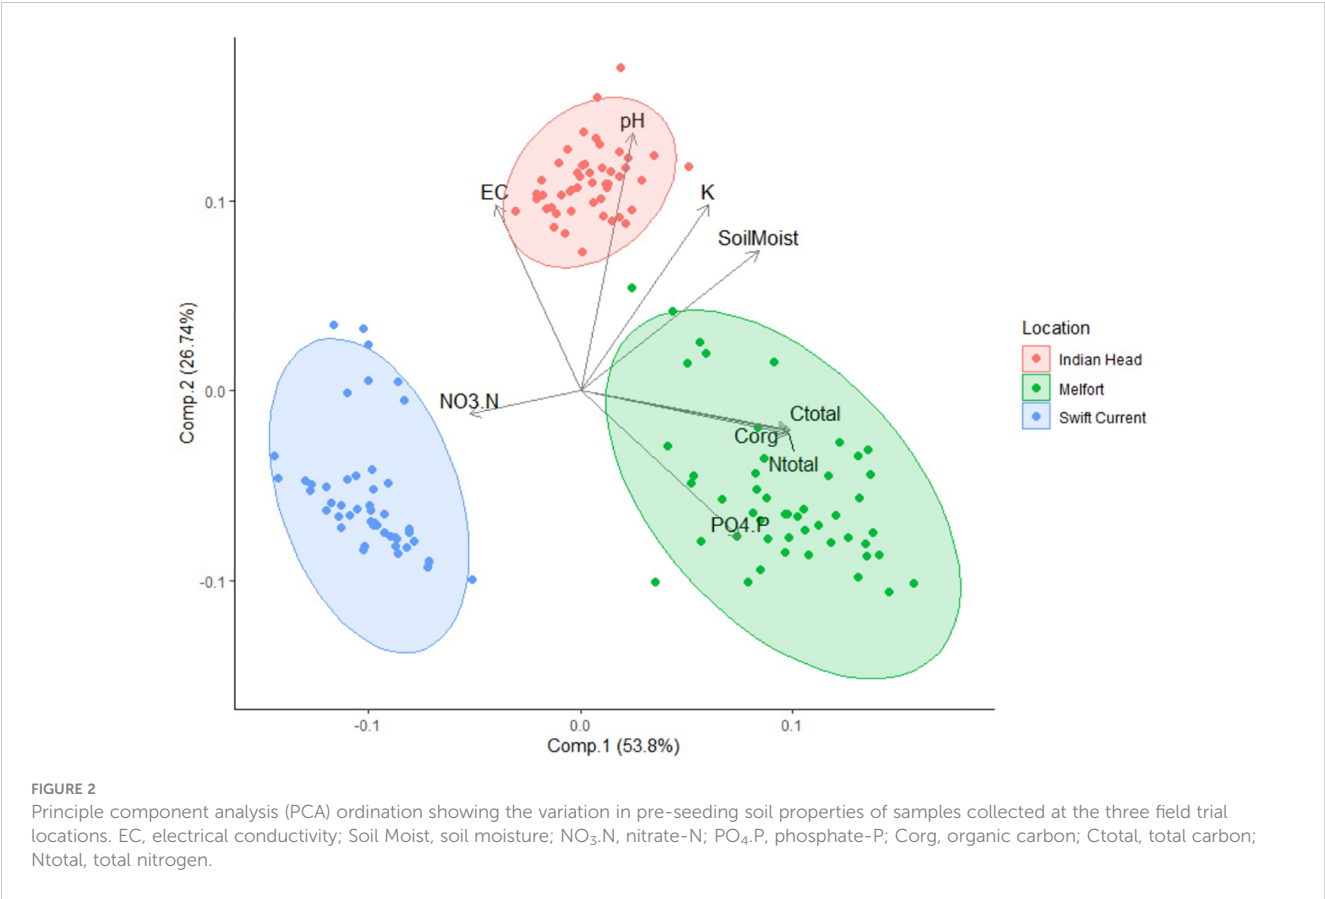 pH
EC
K
0.1
SoilMoist
Comp.2 (26.74%)
Location
Indian Head
Melfort
Swift Current
0.0
NO3.N
Ctotal
Corg
Ntotal
PO4.P
-0.1
-0.1
0.0
0.1
Comp.1 (53.8%)
FIGURE 2
Principle component analysis (PCA) ordination showing the variation in pre-seeding soil properties of samples collected at the three field trial
locations. EC, electrical conductivity; Soil Moist, soil moisture; NO₃.N, nitrate-N; PO₄.P, phosphate-P; Corg, organic carbon; Ctotal, total carbon;
Ntotal, total nitrogen.